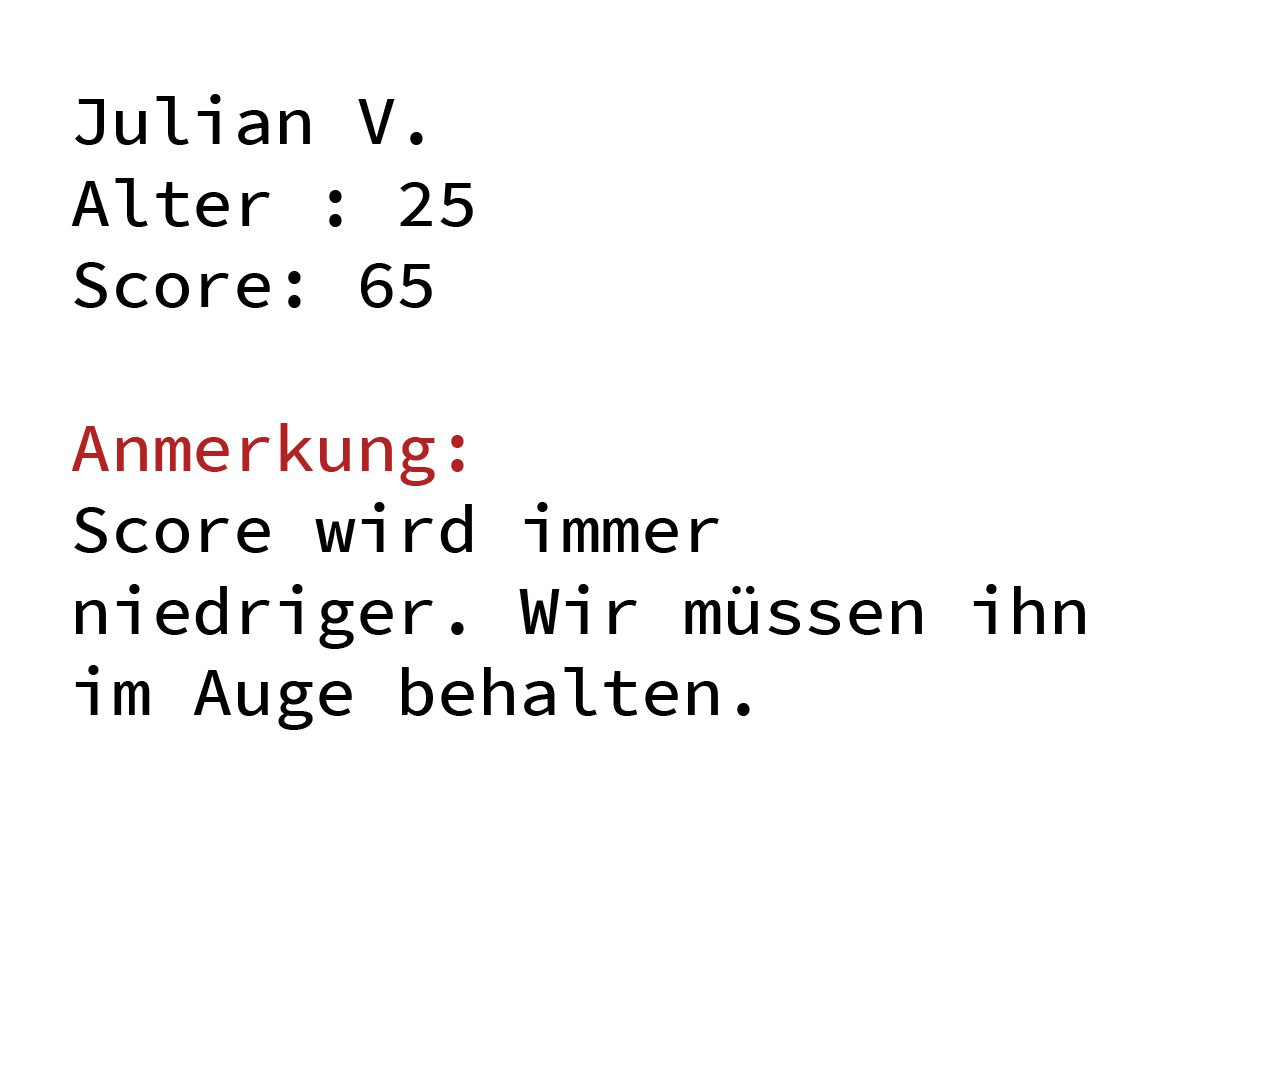 Julian V.
Alter : 25
Score: 65
Anmerkung:
Score wird immer
niedriger. Wir müssen ihn
im Auge behalten.